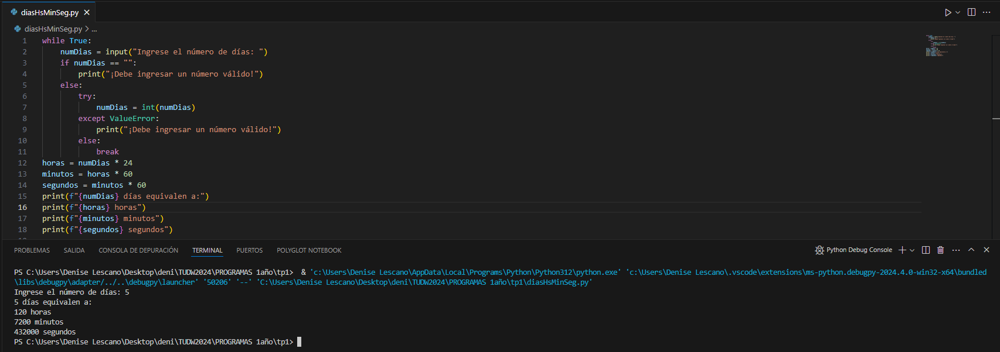 diasHsMinSeg.py
diasHsMinSeg.py > ...
1 while True:
2 numDias = input("Ingrese el número de días: ")
3 if numDias == "":
4 print("¡Debe ingresar un número válido!")
5 else:
6 try:
7 numDias = int(numDias)
8 except ValueError:
9 print("¡Debe ingresar un número válido!")
10 else:
11 break
12 horas = numDias * 24
13 minutos = horas * 60
14 segundos = minutos * 60
15 print(f"{numDias} días equivalen a:")
16 print(f"{horas} horas")
17 print(f"{minutos} minutos")
18 print(f"{segundos} segundos")
PROBLEMAS SALIDA CONSOLA DE DEPURACIÓN TERMINAL PUERTOS POLYGLOT NOTEBOOK Python Debug Console
PS C:\Users\Denise Lescano\Desktop\deni\TUDW2024\PROGRAMAS 1año\tp1> & 'c:\Users\Denise Lescano\AppData\Local\Programs\Python\Python312\python.exe' 'c:\Users\Denise Lescano\.vscode\extensions\ms-python.debugpy-2024.4.0-win32-x64\bundled
\libs\debugpy\adapter/../..\debugpy\launcher' '50206' '--' 'C:\Users\Denise Lescano\Desktop\deni\TUDW2024\PROGRAMAS 1año\tp1\diasHsMinSeg.py'
Ingrese el número de días: 5
5 días equivalen a:
120 horas
7200 minutos
432000 segundos
PS C:\Users\Denise Lescano\Desktop\deni\TUDW2024\PROGRAMAS 1año\tp1>